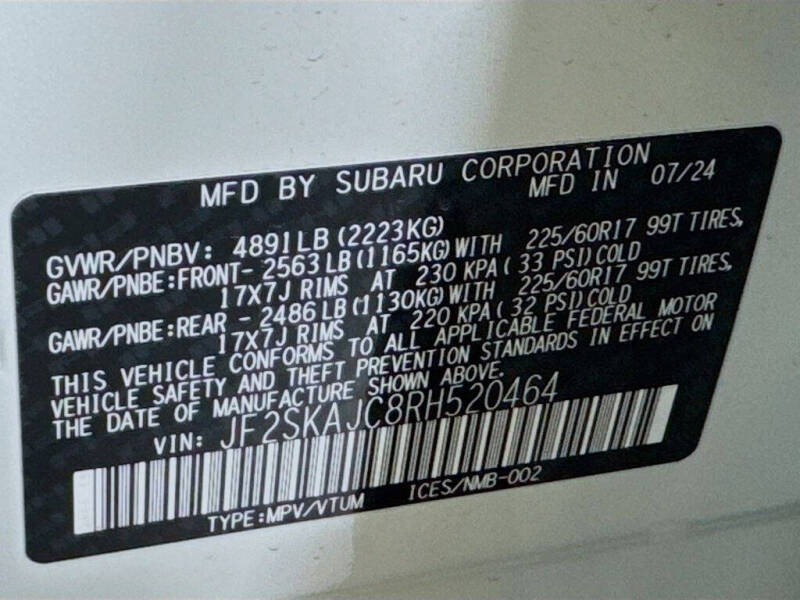 MFD BY SUBARU CORPORATION
MFD IN 07/24
GVWR/PNBV: 4891LB (2223KG)
GAWR/PNBE:FRONT- 2563LB (1165KG) WITH 225/60R17 99T TIRES,
17X7J RIMS AT 230 KPA ( 33 PSI) COLD
GAWR/PNBE:REAR - 2486LB (1130KG) WITH 225/60R17 99T TIRES,
17X7J RIMS AT 220 KPA ( 32 PSI) COLD
THIS VEHICLE CONFORMS TO ALL APPLICABLE FEDERAL MOTOR
VEHICLE SAFETY AND THEFT PREVENTION STANDARDS IN EFFECT ON
THE DATE OF MANUFACTURE SHOWN ABOVE.
VIN: JF2SKAJC8RH520464
TYPE:MPV/VTUM ICES/NMB-002